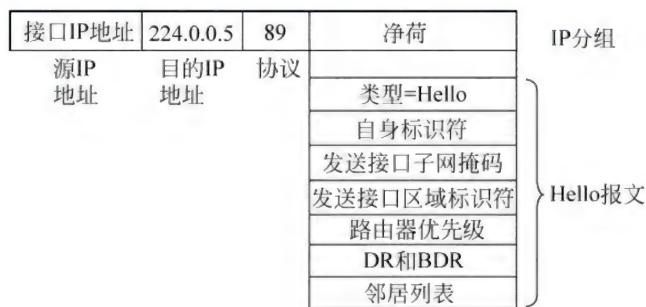 接口IP地址 224.0.0.5 89 净荷 IP分组
源IP 目的IP 协议
地址 地址
类型=Hello
自身标识符
发送接口子网掩码
发送接口区域标识符
Hello报文
路由器优先级
DR和BDR
邻居列表